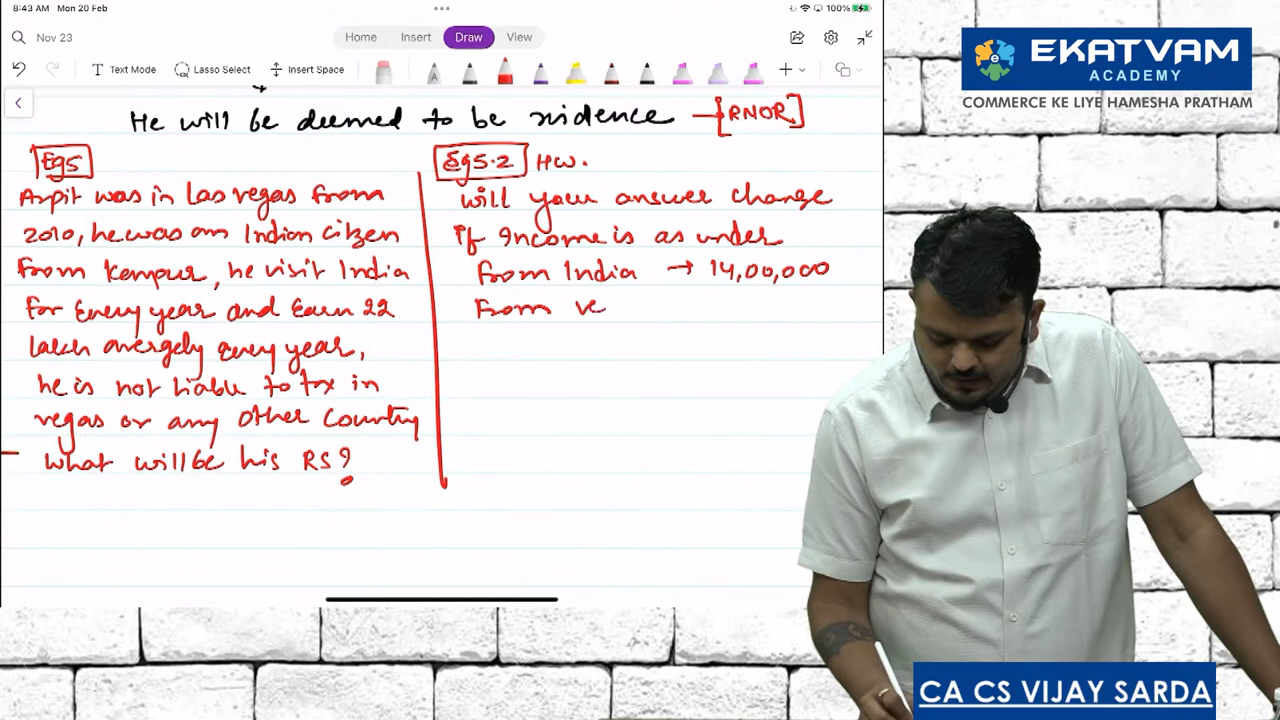 8:43 AM Mon 20 Feb
100%
Nov 23
Home Insert Draw View
Text Mode Lasso Select Insert Space
He will be deemed to be ridence → [RNOR]
Eg5
Arpit was in Las vegas from
2010, he was an Indian citzen
From Kanpur, he visit India
for Every year and Earn 22
lakh avergely every year,
he is not liable to tax in
vegas or any other Country
What will be his RS?
Eg5.2 HW.
will your answer change
If Income is as under
From India → 14,00,000
From ve
EKATVAM
ACADEMY
COMMERCE KE LIYE HAMESHA PRATHAM
CA CS VIJAY SARDA